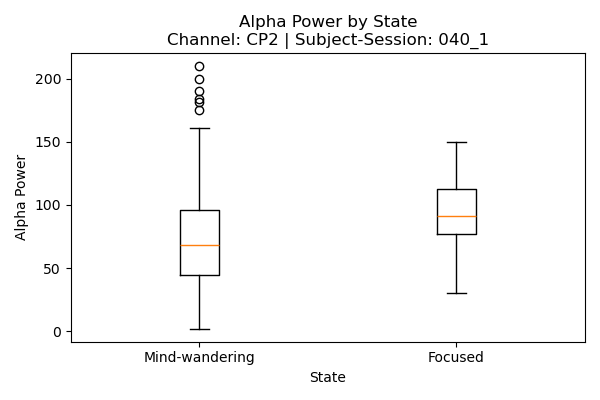 Alpha Power by State
Channel: CP2 | Subject-Session: 040_1
Alpha Power
200
150
100
50
0
Mind-wandering
Focused
State